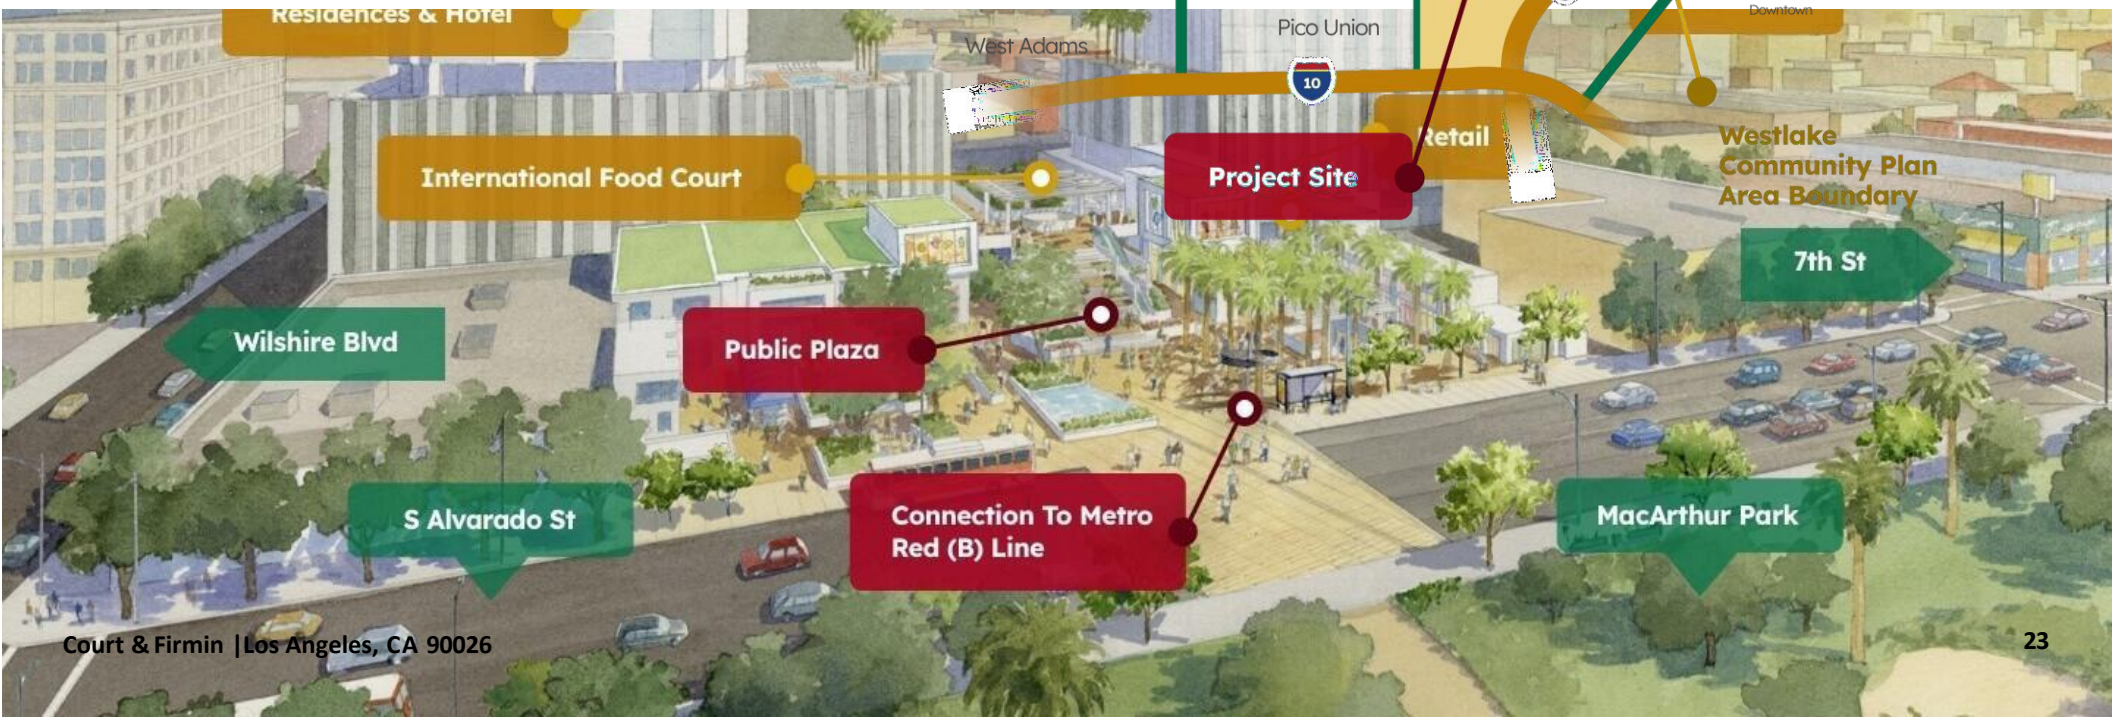 Residences & Hotel
Downtown
Pico Union
West Adams
10
Retail
Westlake
Community Plan
Area Boundary
International Food Court
Project Site
7th St
Wilshire Blvd
Public Plaza
S Alvarado St
Connection To Metro
Red (B) Line
MacArthur Park
Court & Firmin |Los Angeles, CA 90026
23